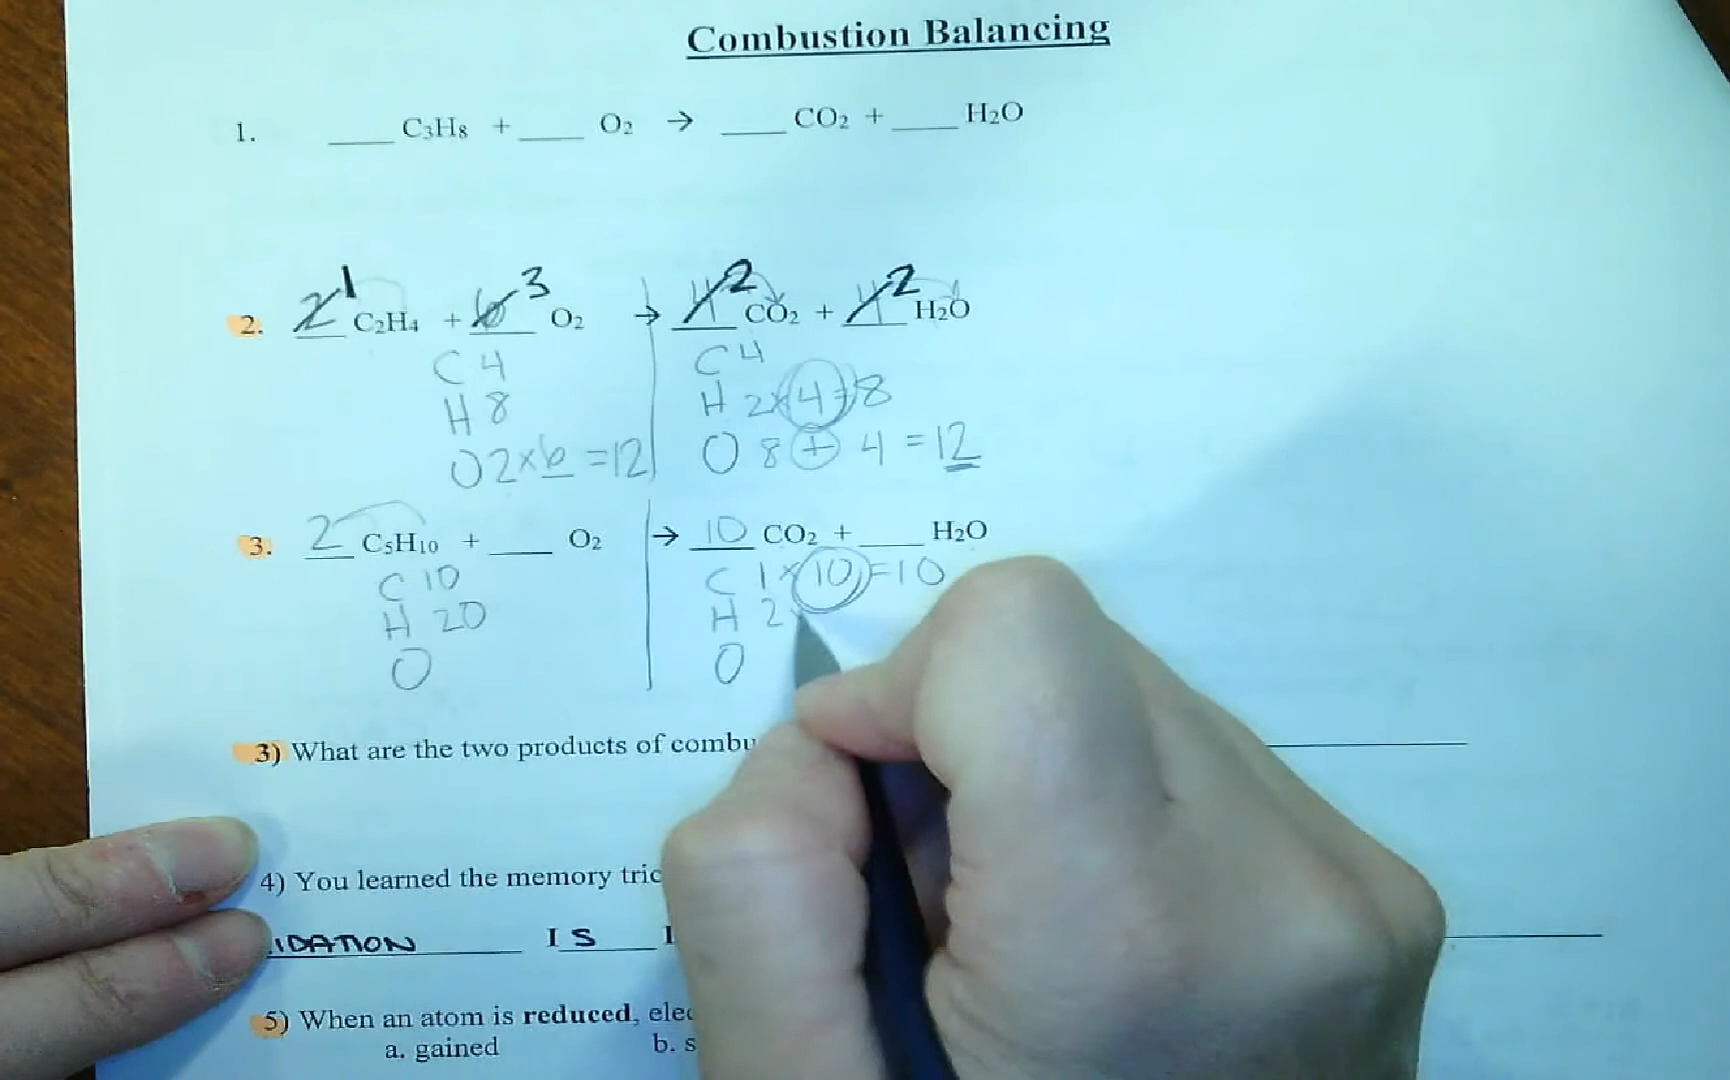 Combustion Balancing
1. ____ C₃H₈ + ____ O₂ → ____ CO₂ + ____ H₂O
1 3 2 2
2. 2 C₂H₄ + 6 O₂ → 4 CO₂ + 4 H₂O
C 4 C 4
H 8 H 2×4=8
O 2×6=12 O 8+4=12
3. 2 C₅H₁₀ + ____ O₂ → 10 CO₂ + ____ H₂O
C 10 C 1×10=10
H 20 H 2
O O
3) What are the two products of
4) You learned the memory
IDATION IS
5) When an atom is reduced,
a. gained b.